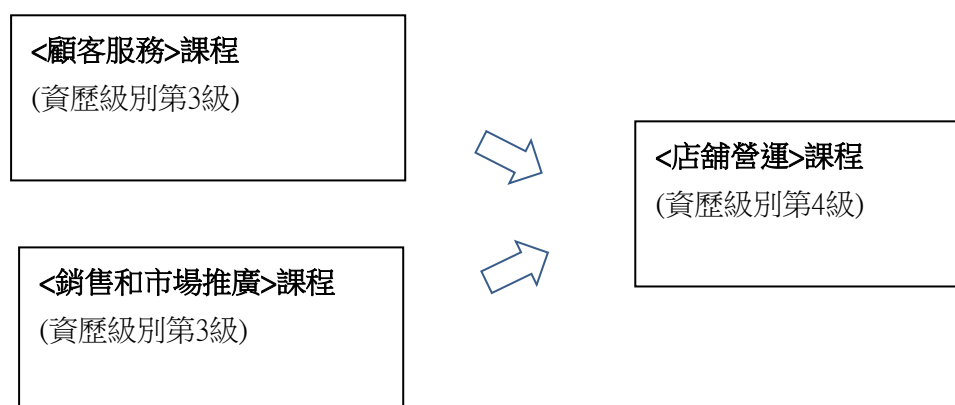 <顧客服務>課程
(資歷級別第3級)
<店舖營運>課程
(資歷級別第4級)
<銷售和市場推廣>課程
(資歷級別第3級)